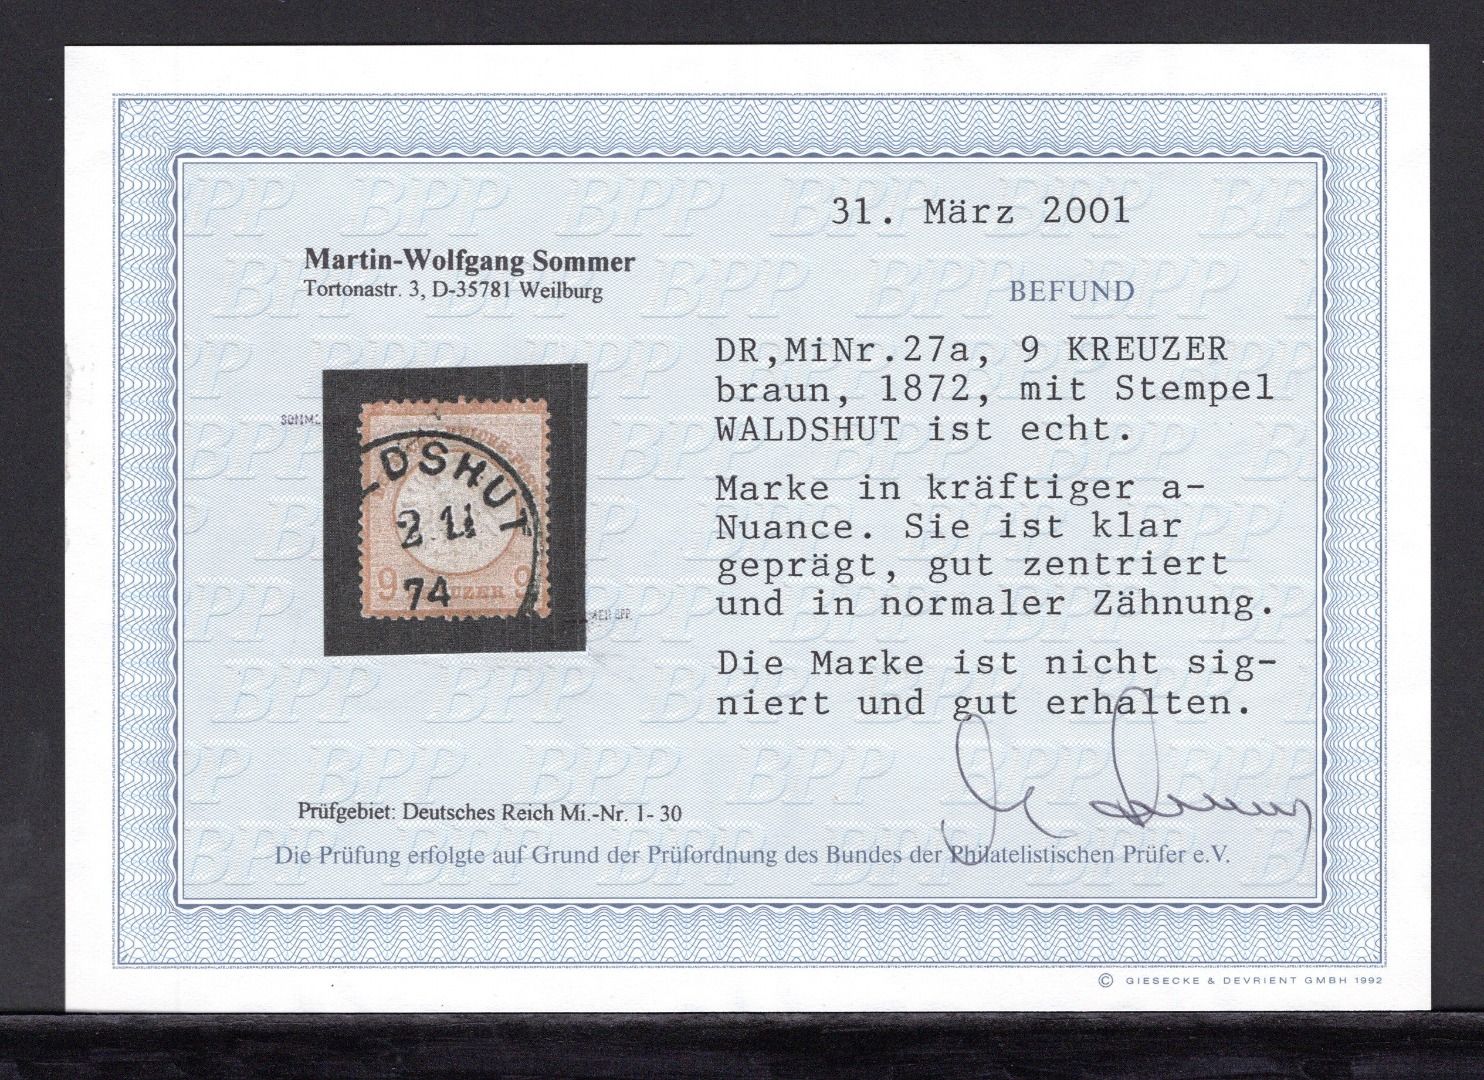 31. März 2001
Martin-Wolfgang Sommer
Tortonastr. 3, D-35781 Weilburg
BEFUND
DR,MiNr.27a, 9 KREUZER
braun, 1872, mit Stempel
WALDSHUT ist echt.
Marke in kräftiger a-
Nuance. Sie ist klar
geprägt, gut zentriert
und in normaler Zähnung.
Die Marke ist nicht sig-
niert und gut erhalten.
LDSHUT
74
9 9
Prüfgebiet: Deutsches Reich Mi.-Nr. 1- 30
Die Prüfung erfolgte auf Grund der Prüfordnung des Bundes der Philatelistischen Prüfer e.V.
© GIESECKE & DEVRIENT GMBH 1992